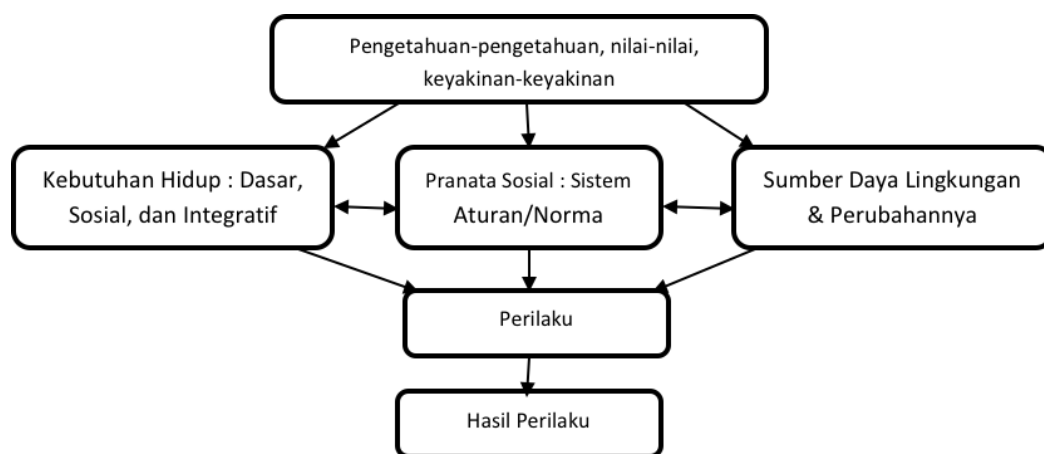 Pengetahuan-pengetahuan, nilai-nilai,
keyakinan-keyakinan
Kebutuhan Hidup : Dasar,
Sosial, dan Integratif
Pranata Sosial : Sistem
Aturan/Norma
Sumber Daya Lingkungan
& Perubahannya
Perilaku
Hasil Perilaku